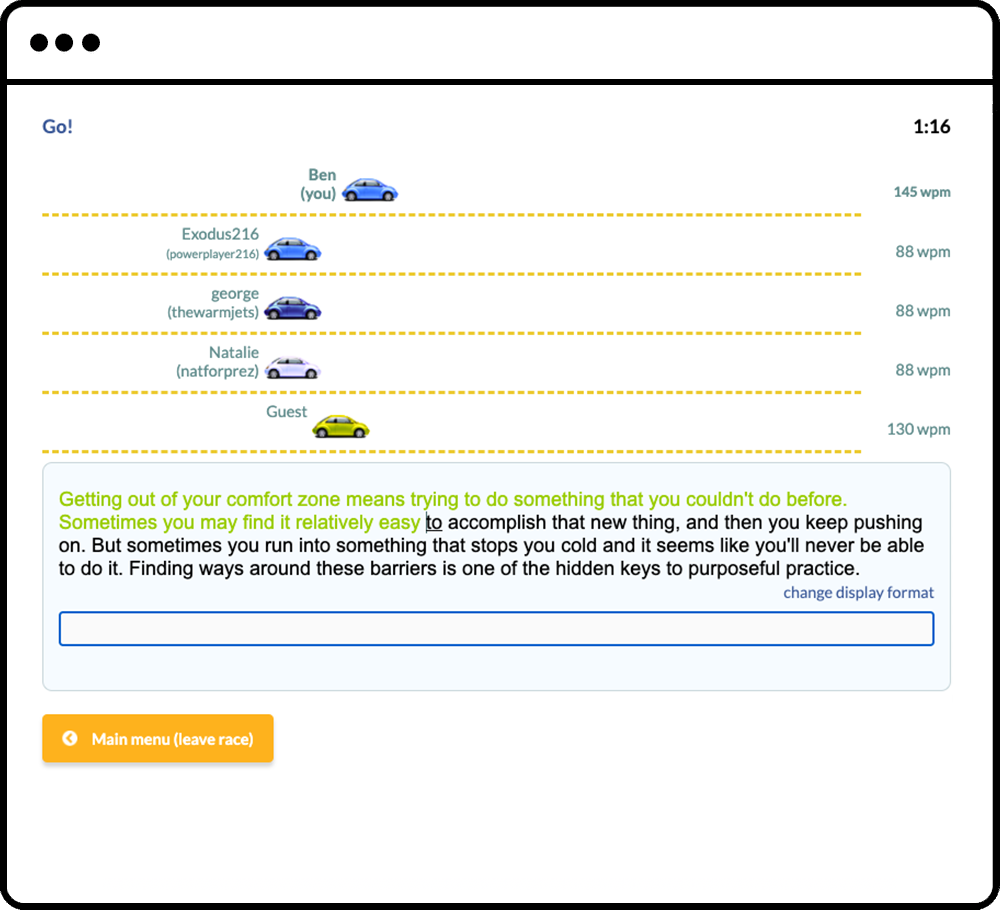 Go!
1:16
Ben
(you)
145 wpm
Exodus216
(powerplayer216)
88 wpm
george
(thewarmjets)
88 wpm
Natalie
(natforprez)
88 wpm
Guest
130 wpm
Getting out of your comfort zone means trying to do something that you couldn't do before.
Sometimes you may find it relatively easy to accomplish that new thing, and then you keep pushing
on. But sometimes you run into something that stops you cold and it seems like you'll never be able
to do it. Finding ways around these barriers is one of the hidden keys to purposeful practice.
change display format
Main menu (leave race)